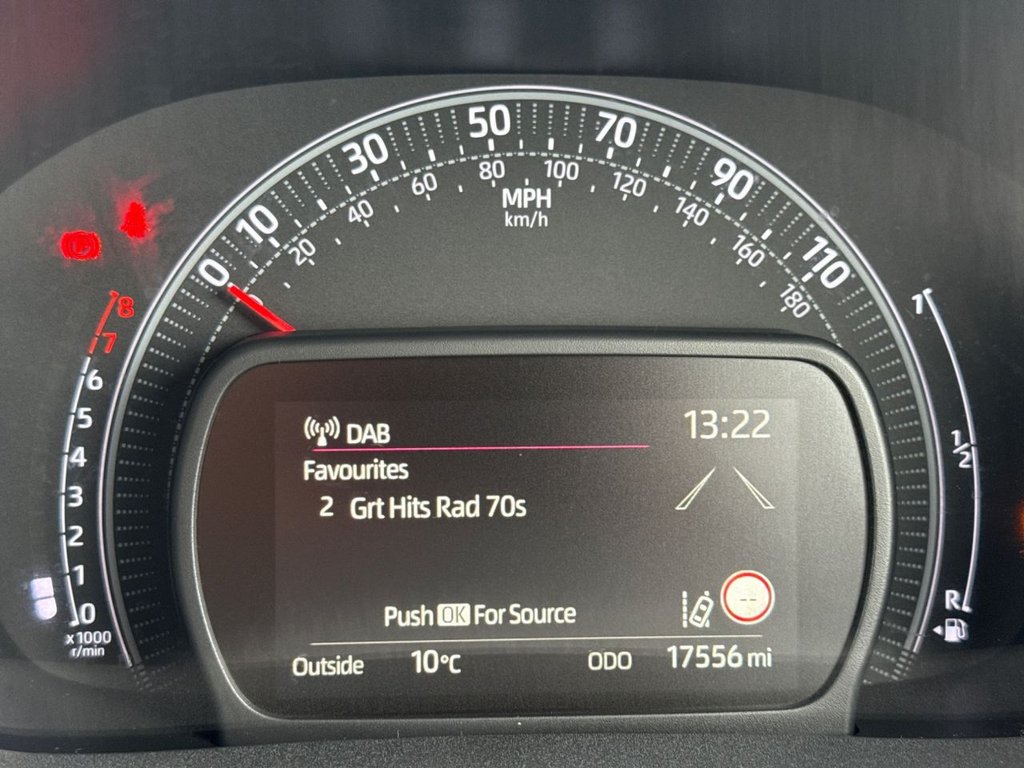 0 10 30 50 70 90 110
0 20 40 60 80 100 120 140 160 180
MPH
km/h
8
7
6
5
4
3
2
1
0
x 1000
r/min
1
1/2
R
DAB
13:22
Favourites
2 Grt Hits Rad 70s
Push OK For Source
--
Outside 10°C ODO 17556 mi